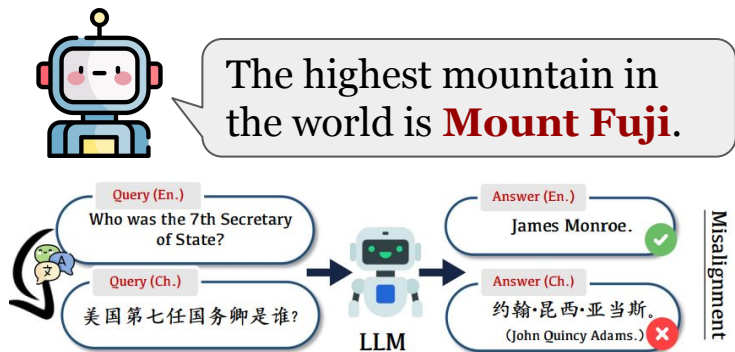 The highest mountain in
the world is Mount Fuji.
Query (En.)
Who was the 7th Secretary
of State?
Answer (En.)
James Monroe.
Query (Ch.)
美国第七任国务卿是谁?
Answer (Ch.)
约翰·昆西·亚当斯。
(John Quincy Adams.)
LLM
Misalignment
文
A